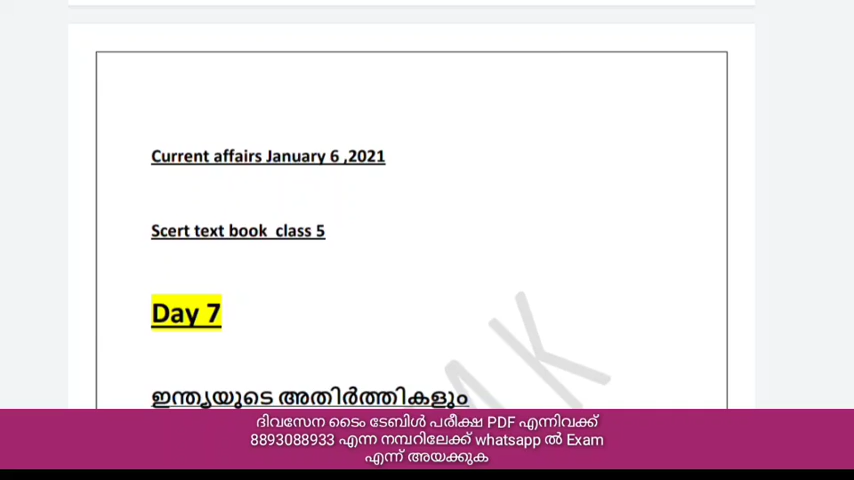 Current affairs January 6 ,2021
Scert text book class 5
Day 7
ഇന്ത്യയുടെ അതിർത്തികളും
ദിവസേന ടൈം ടേബിൾ പരീക്ഷ PDF എന്നിവക്ക്
8893088933 എന്ന നമ്പറിലേക്ക് whatsapp ൽ Exam
എന്ന് അയക്കുക